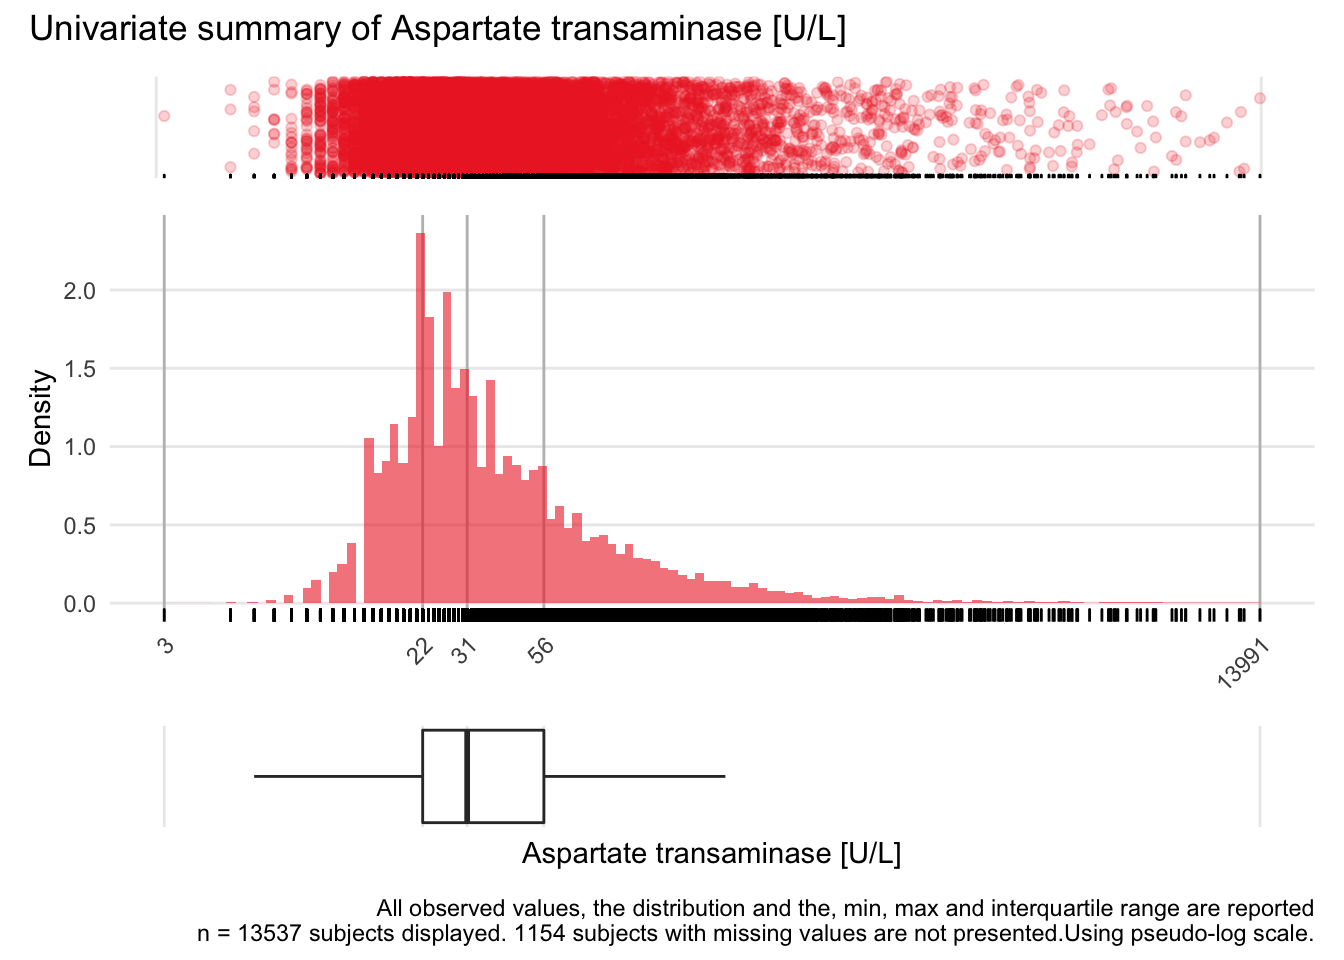 Univariate summary of Aspartate transaminase [U/L]
2.0
1.5
1.0
0.5
0.0
Density
3
22
31
56
13991
Aspartate transaminase [U/L]
All observed values, the distribution and the, min, max and interquartile range are reported
n = 13537 subjects displayed. 1154 subjects with missing values are not presented.Using pseudo-log scale.